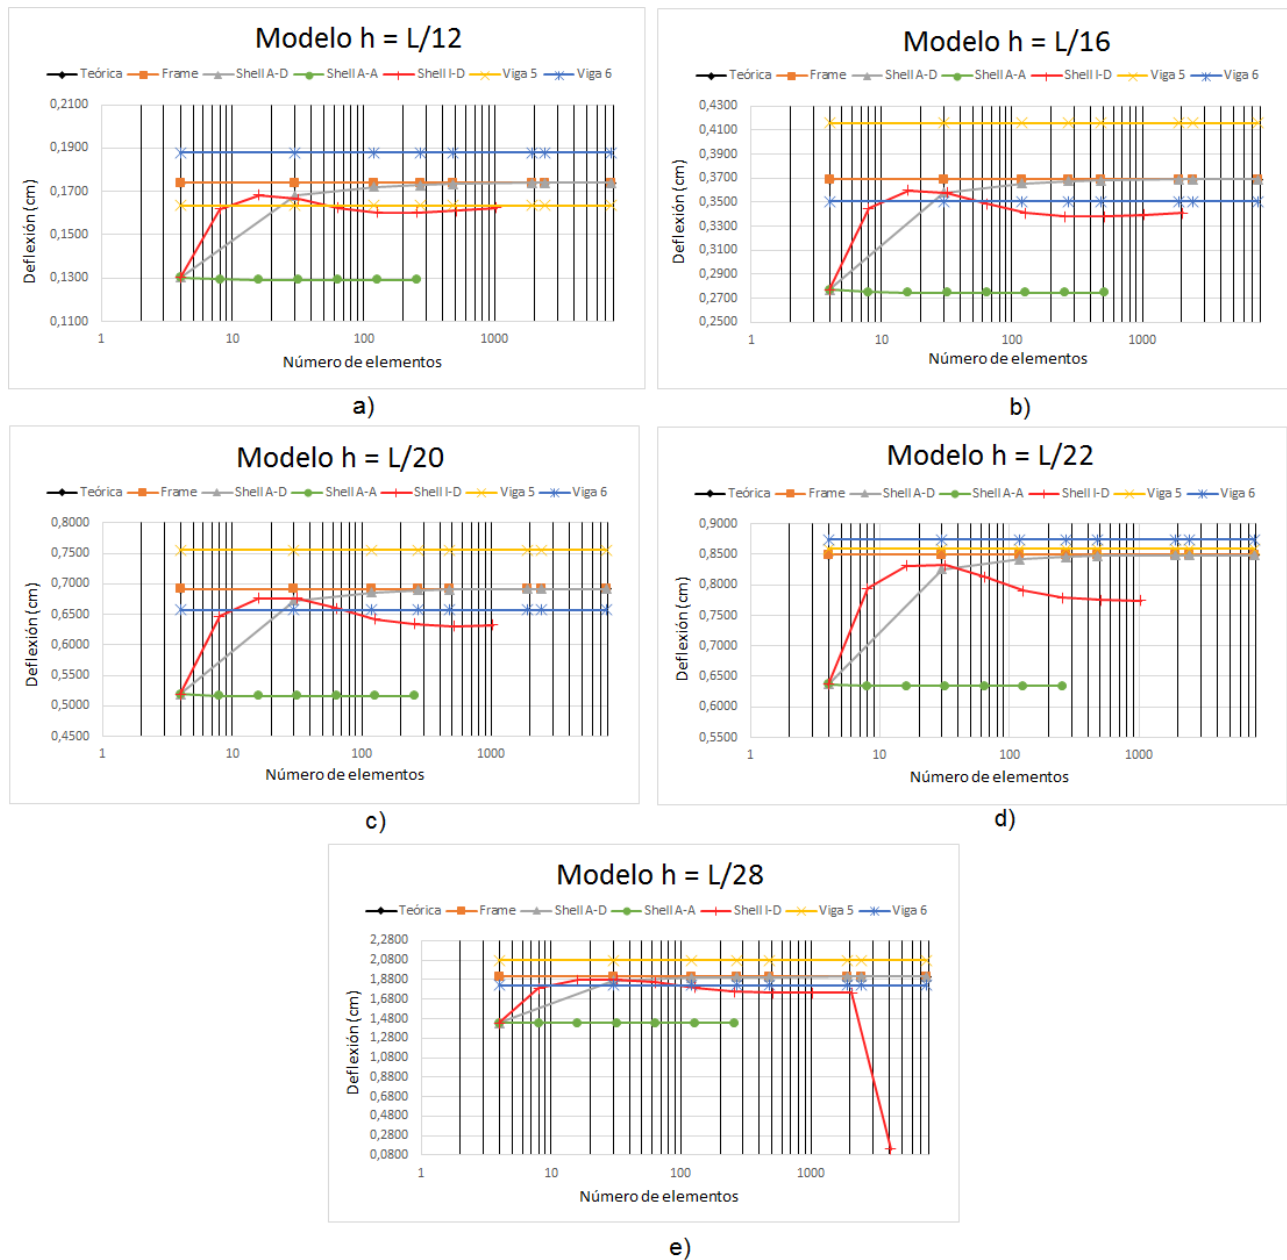 Modelo h = L/12
Teórica Frame Shell A-D Shell A-A Shell I-D Viga 5 Viga 6
0,2100
0,1900
0,1700
0,1500
0,1300
0,1100
Deflexión (cm)
1 10 100 1000
Número de elementos
a)
Modelo h = L/16
Teórica Frame Shell A-D Shell A-A Shell I-D Viga 5 Viga 6
0,4300
0,4100
0,3900
0,3700
0,3500
0,3300
0,3100
0,2900
0,2700
0,2500
Deflexión (cm)
1 10 100 1000
Número de elementos
b)
Modelo h = L/20
Teórica Frame Shell A-D Shell A-A Shell I-D Viga 5 Viga 6
0,8000
0,7500
0,7000
0,6500
0,6000
0,5500
0,5000
0,4500
Deflexión (cm)
1 10 100 1000
Número de elementos
c)
Modelo h = L/22
Teórica Frame Shell A-D Shell A-A Shell I-D Viga 5 Viga 6
0,9000
0,8500
0,8000
0,7500
0,7000
0,6500
0,6000
0,5500
Deflexión (cm)
1 10 100 1000
Número de elementos
d)
Modelo h = L/28
Teórica Frame Shell A-D Shell A-A Shell I-D Viga 5 Viga 6
2,2800
2,0800
1,8800
1,6800
1,4800
1,2800
1,0800
0,8800
0,6800
0,4800
0,2800
0,0800
Deflexión (cm)
1 10 100 1000
Número de elementos
e)